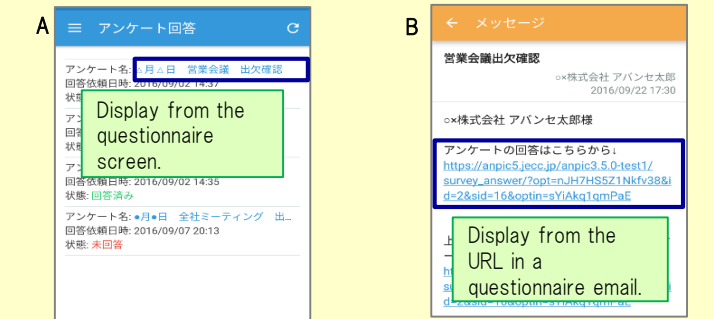 A
アンケート回答
アンケート名: △月△日 営業会議 出欠確認
回答依頼日時: 2016/09/02 14:37
状態:
Display from the
questionnaire
screen.
回答依頼日時: 2016/09/02 14:35
状態: 回答済み
アンケート名: ●月●日 全社ミーティング 出...
回答依頼日時: 2016/09/07 20:13
状態: 未回答
B
メッセージ
営業会議出欠確認
○×株式会社 アバンセ太郎
2016/09/22 17:30
○×株式会社 アバンセ太郎様
アンケートの回答はこちらから↓
https://anpic5.jecc.jp/anpic3.5.0-test1/
survey_answer/?opt=nJH7HS5Z1Nkfv38&i
d=2&sid=16&optin=sYiAkq1qmPaE
Display from the
URL in a
questionnaire email.